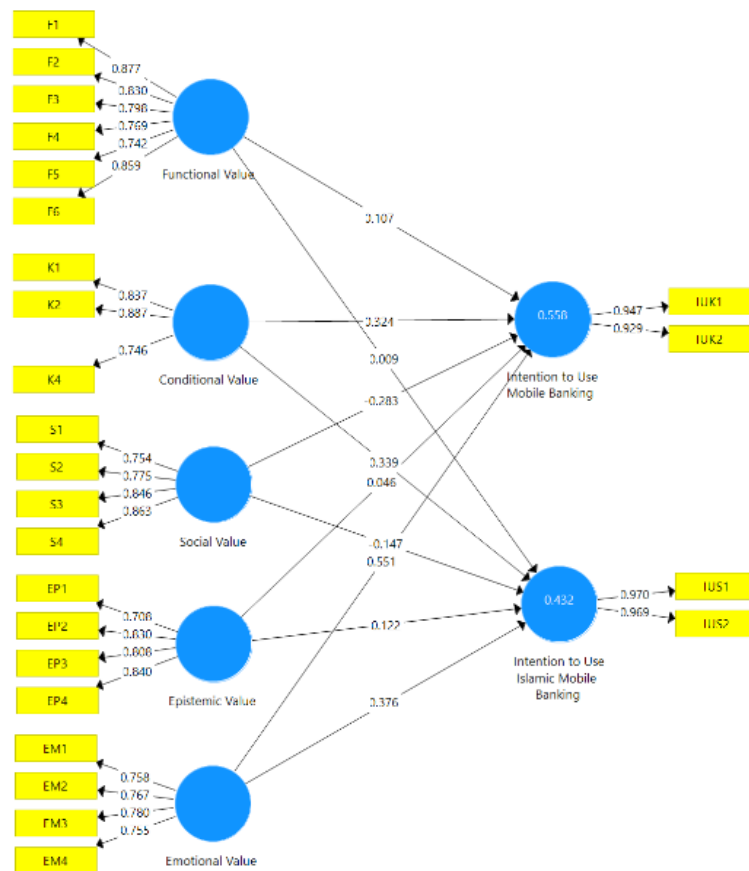 F1
F2
F3
F4
F5
F6
0.877
0.830
0.798
0.769
0.742
0.859
Functional Value
K1
K2
K4
0.837
0.887
0.746
Conditional Value
S1
S2
S3
S4
0.754
0.775
0.846
0.863
Social Value
EP1
EP2
EP3
EP4
0.708
0.830
0.808
0.840
Epistemic Value
EM1
EM2
EM3
EM4
0.758
0.767
0.780
0.755
Emotional Value
0.107
0.324
0.009
-0.283
0.339
0.046
-0.147
0.551
0.122
0.376
0.558
Intention to Use
Mobile Banking
0.947
0.929
IUK1
IUK2
0.432
Intention to Use
Islamic Mobile
Banking
0.970
0.969
IUS1
IUS2